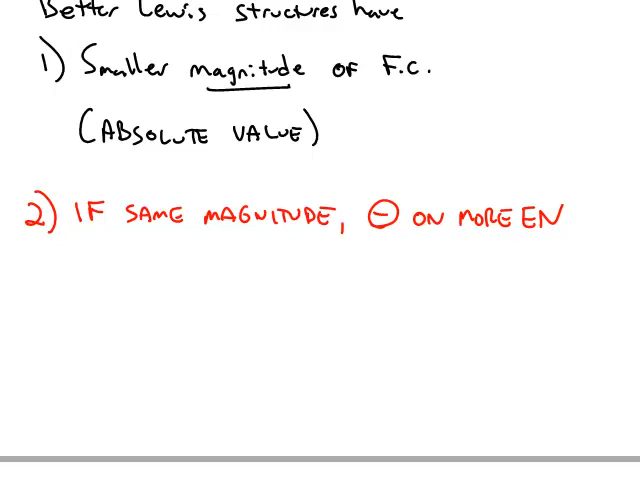 Better Lewis structures have
1) Smaller magnitude of F.C.
(ABSOLUTE VALUE)
2) IF SAME MAGNITUDE, ⊖ ON MORE EN